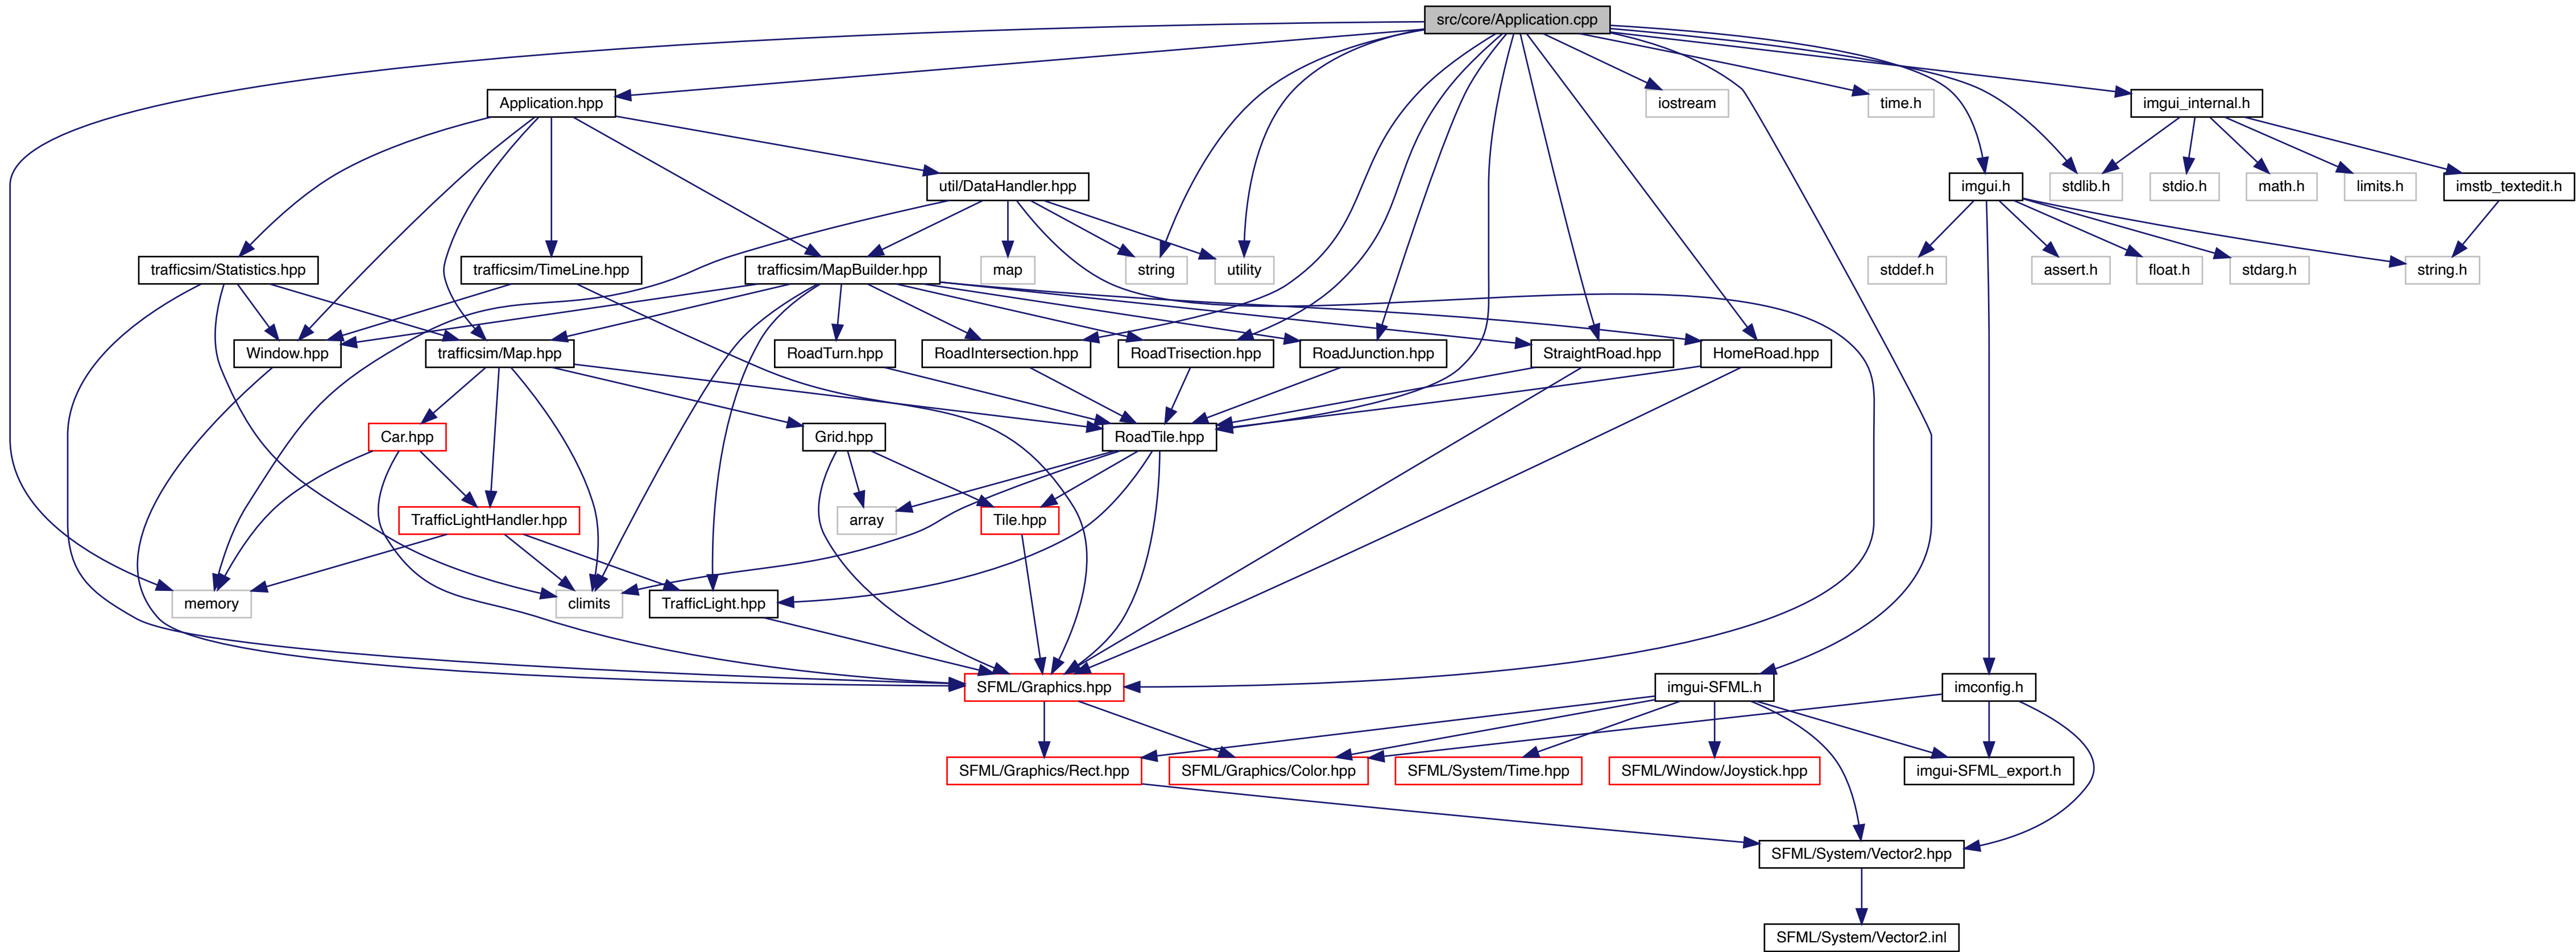 src/core/Application.cpp
Application.hpp
iostream
time.h
imgui_internal.h
util/DataHandler.hpp
imgui.h
stdlib.h
stdio.h
math.h
limits.h
imstb_textedit.h
trafficsim/Statistics.hpp
trafficsim/TimeLine.hpp
trafficsim/MapBuilder.hpp
map
string
utility
stddef.h
assert.h
float.h
stdarg.h
string.h
Window.hpp
trafficsim/Map.hpp
RoadTurn.hpp
RoadIntersection.hpp
RoadTrisection.hpp
RoadJunction.hpp
StraightRoad.hpp
HomeRoad.hpp
Car.hpp
Grid.hpp
RoadTile.hpp
TrafficLightHandler.hpp
array
Tile.hpp
memory
climits
TrafficLight.hpp
SFML/Graphics.hpp
imgui-SFML.h
imconfig.h
SFML/Graphics/Rect.hpp
SFML/Graphics/Color.hpp
SFML/System/Time.hpp
SFML/Window/Joystick.hpp
imgui-SFML_export.h
SFML/System/Vector2.hpp
SFML/System/Vector2.inl